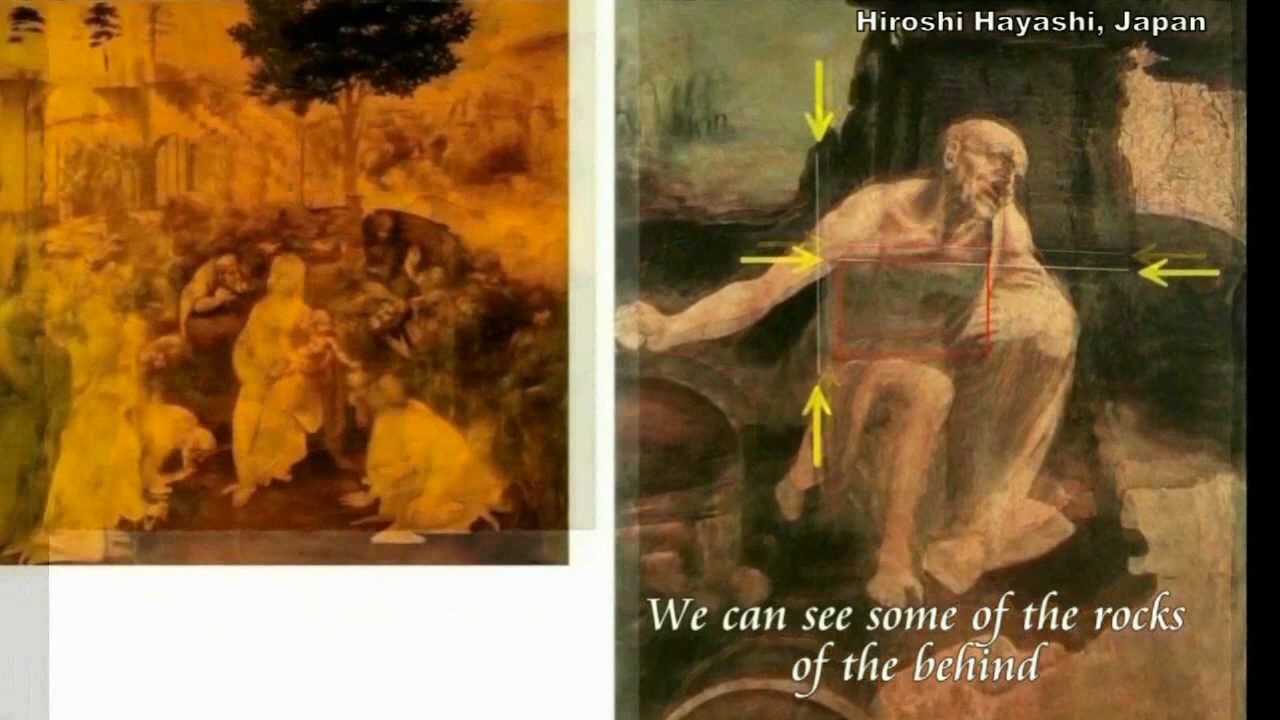 Hiroshi Hayashi, Japan
We can see some of the rocks
of the behind